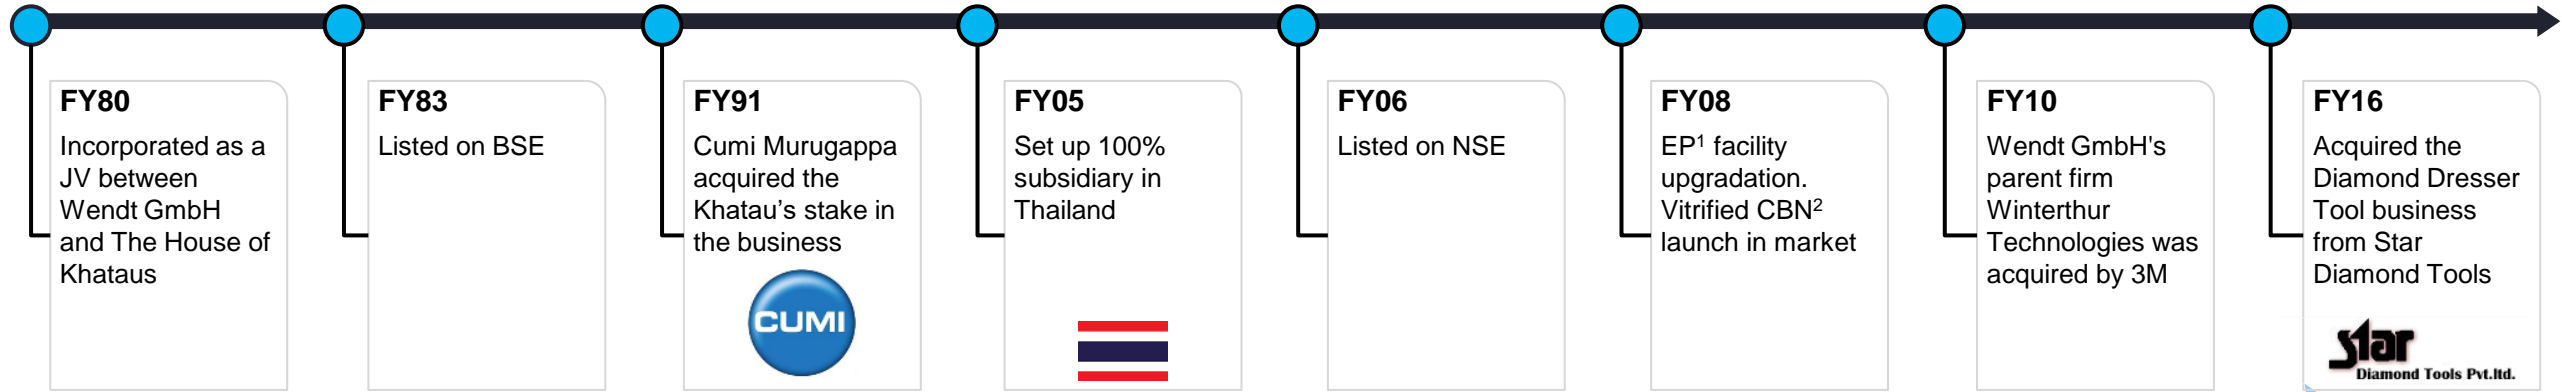 FY80
Incorporated as a
JV between
Wendt GmbH
and The House of
Khataus
FY83
Listed on BSE
FY91
Cumi Murugappa
acquired the
Khatau’s stake in
the business
CUMI
FY05
Set up 100%
subsidiary in
Thailand
FY06
Listed on NSE
FY08
EP¹ facility
upgradation.
Vitrified CBN²
launch in market
FY10
Wendt GmbH's
parent firm
Winterthur
Technologies was
acquired by 3M
FY16
Acquired the
Diamond Dresser
Tool business
from Star
Diamond Tools
Star
Diamond Tools Pvt.ltd.